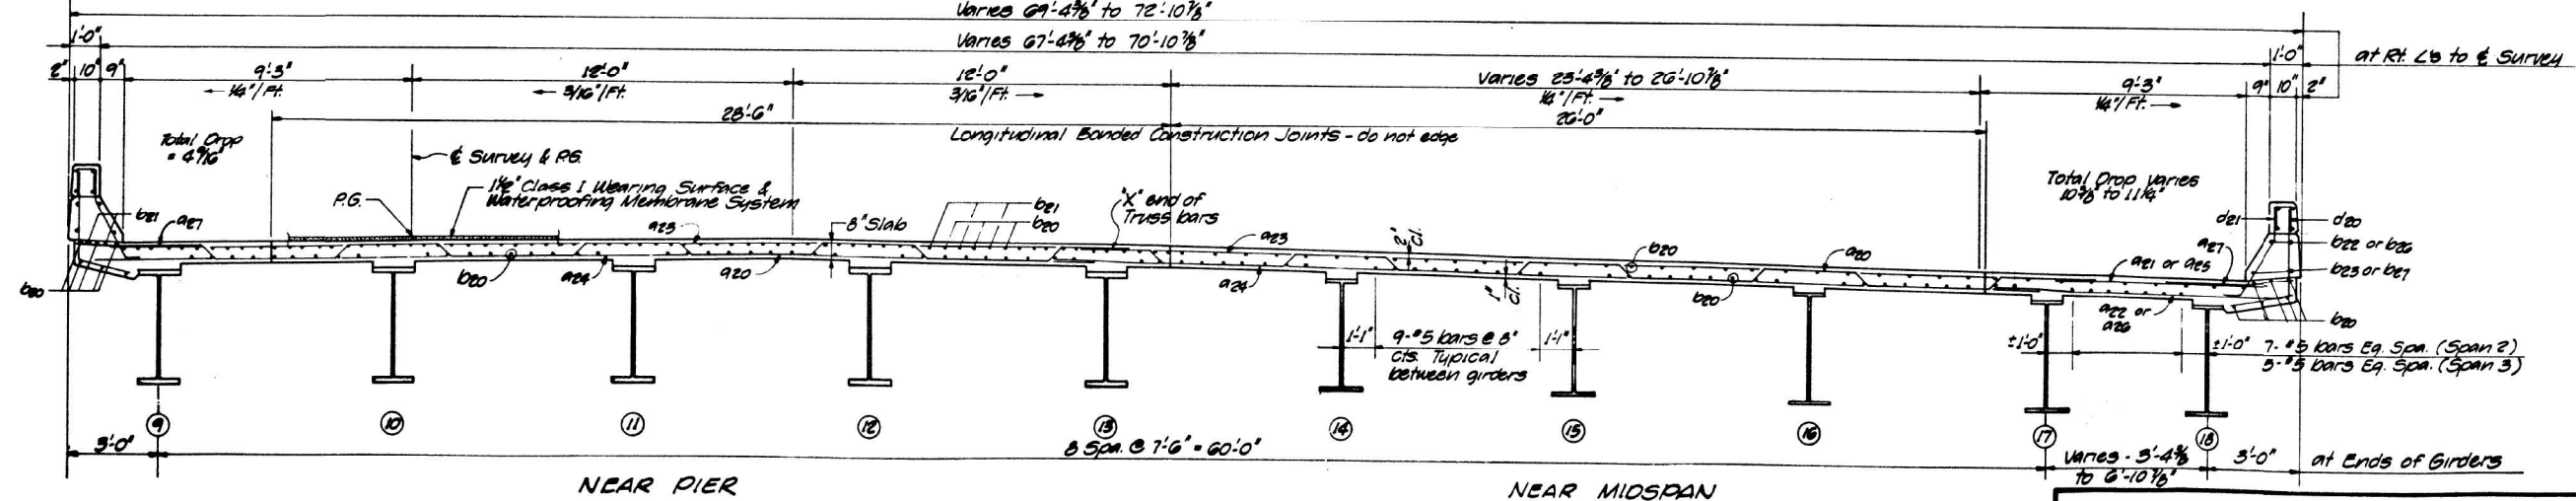 Varies 69'-4⅜" to 72'-10⅞"
1'-0"
Varies 67'-4⅜" to 70'-10⅞"
1'-0"
at Rt. L's to ℄ Survey
2" 10" 9"
9'-3"
12'-0"
12'-0"
Varies 23'-4⅜" to 26'-10⅞"
9'-3"
9" 10" 2"
← ¼"/Ft.
← 3/16"/Ft.
3/16"/Ft. →
¼"/Ft. →
¼"/Ft. →
28'-6"
26'-0"
Longitudinal Bonded Construction Joints - do not edge
Total Drop
= 4 9/16"
℄ Survey & P.G.
P.G.
1½" Class I Wearing Surface &
Waterproofing Membrane System
"X" end of
Truss bars
Total Drop varies
10⅜" to 11¼"
b21
a27
a23
8" Slab
b21
b20
a23
2" cl.
b20
a20
a27
a21 or a25
d21
d20
b22 or b26
b23 or b27
b20
b20
b20
a24
a20
a24
1" cl.
b20
a22 or
a26
b20
1'-1"
9-#5 bars @ 8"
cts. Typical
between girders
1'-1"
±1'-0"
±1'-0"
7-#5 bars Eq. Spa. (Span 2)
5-#5 bars Eq. Spa. (Span 3)
9 10 11 12 13 14 15 16 17 18
3'-0"
8 Spa. @ 7'-6" = 60'-0"
Varies - 3'-4⅜
to 6'-10⅞"
3'-0"
at Ends of Girders
NEAR PIER
NEAR MIDSPAN